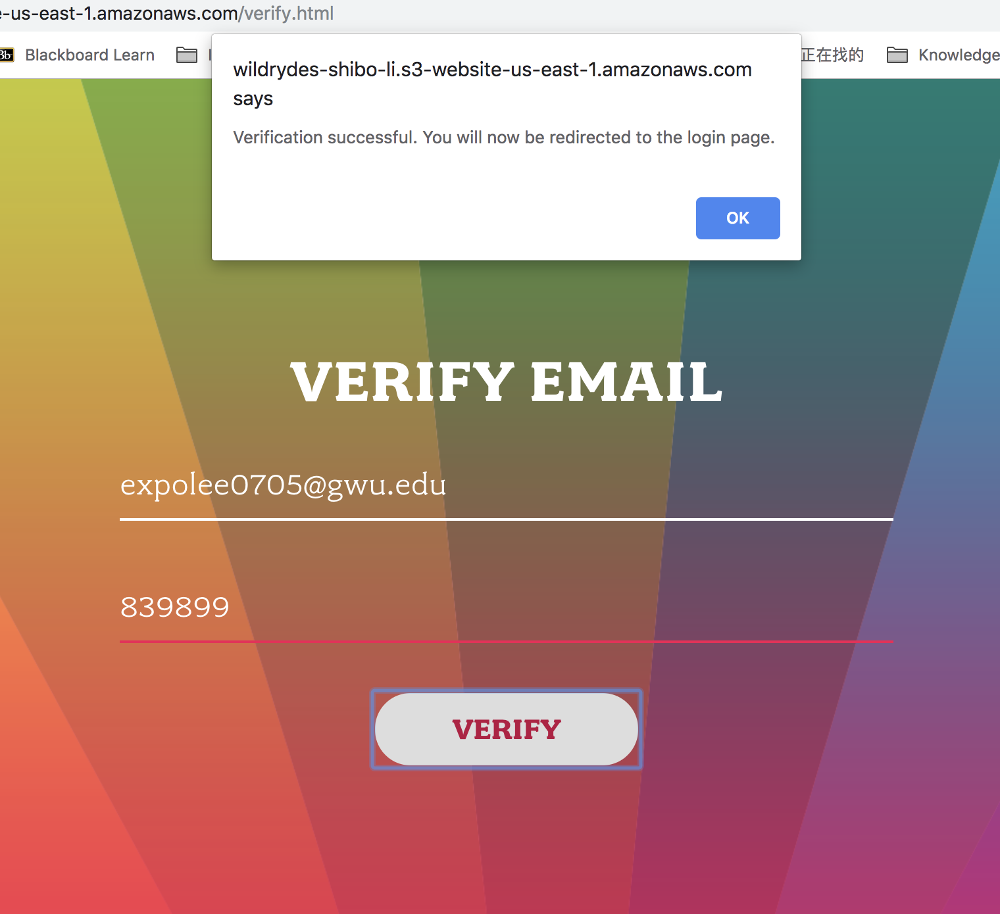 e-us-east-1.amazonaws.com/verify.html
Bb Blackboard Learn 正在找的 Knowledge
wildrydes-shibo-li.s3-website-us-east-1.amazonaws.com
says
Verification successful. You will now be redirected to the login page.
OK
VERIFY EMAIL
expolee0705@gwu.edu
839899
VERIFY